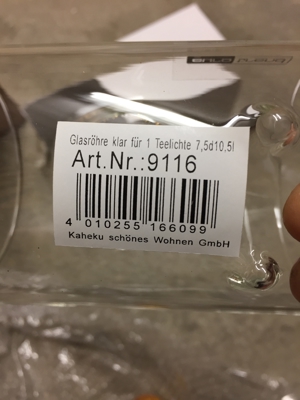 Glasröhre klar für 1 Teelichte 7,5d10,5l
Art.Nr.:9116
4 010255 166099
Kaheku schönes Wohnen GmbH